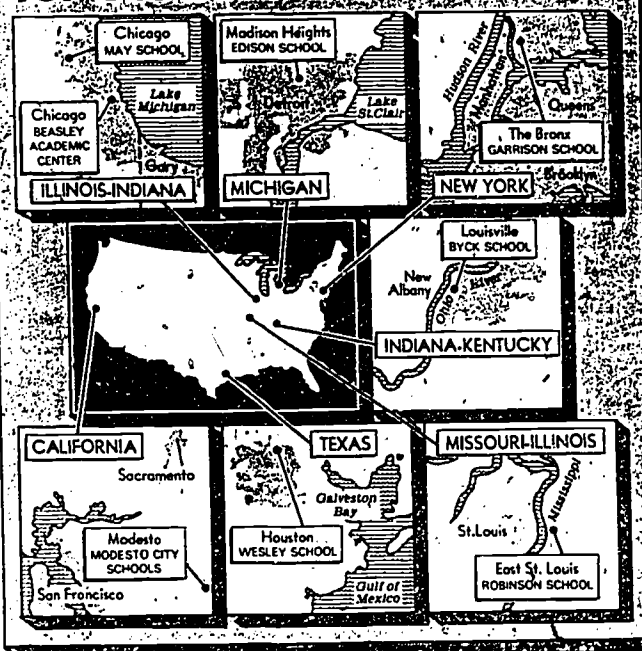 Chicago
MAY SCHOOL
Lake
Michigan
Chicago
BEASLEY
ACADEMIC
CENTER
Gary
ILLINOIS-INDIANA
Madison Heights
EDISON SCHOOL
Detroit
Lake
St.Clair
MICHIGAN
Hudson River
Manhattan
Queens
The Bronx
GARRISON SCHOOL
Brooklyn
NEW YORK
Louisville
BYCK SCHOOL
New
Albany
Ohio River
INDIANA-KENTUCKY
CALIFORNIA
Sacramento
Modesto
MODESTO CITY
SCHOOLS
San Francisco
TEXAS
Galveston
Bay
Houston
WESLEY SCHOOL
Gulf of
Mexico
MISSOURI-ILLINOIS
Mississippi
St.Louis
East St. Louis
ROBINSON SCHOOL